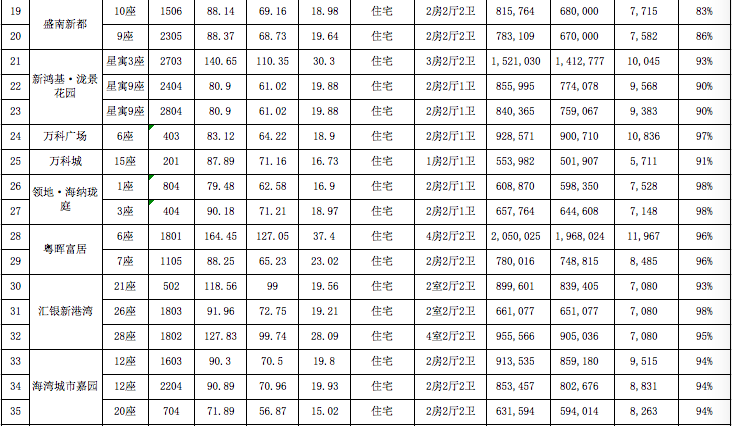 19 盛南新都 10座 1506 88.14 69.16 18.98 住宅 2房2厅2卫 815,764 680,000 7,715 83%
20 9座 2305 88.37 68.73 19.64 住宅 2房2厅2卫 783,109 670,000 7,582 86%
21 新鸿基·泷景花园 星寓3座 2703 140.65 110.35 30.3 住宅 3房2厅2卫 1,521,030 1,412,777 10,045 93%
22 星寓9座 2404 80.9 61.02 19.88 住宅 2房2厅1卫 855,995 774,078 9,568 90%
23 星寓9座 2804 80.9 61.02 19.88 住宅 2房2厅1卫 840,365 759,067 9,383 90%
24 万科广场 6座 403 83.12 64.22 18.9 住宅 2房2厅1卫 928,571 900,710 10,836 97%
25 万科城 15座 201 87.89 71.16 16.73 住宅 1房2厅1卫 553,982 501,907 5,711 91%
26 领地·海纳珑庭 1座 804 79.48 62.58 16.9 住宅 2房2厅1卫 608,870 598,350 7,528 98%
27 3座 404 90.18 71.21 18.97 住宅 2房2厅1卫 657,764 644,608 7,148 98%
28 粤晖富居 6座 1801 164.45 127.05 37.4 住宅 4房2厅2卫 2,050,025 1,968,024 11,967 96%
29 7座 1105 88.25 65.23 23.02 住宅 2房2厅2卫 780,016 748,815 8,485 96%
30 汇银新港湾 21座 502 118.56 99 19.56 住宅 2室2厅2卫 899,601 839,405 7,080 93%
31 26座 1803 91.96 72.75 19.21 住宅 2室2厅2卫 661,077 651,077 7,080 98%
32 28座 1802 127.83 99.74 28.09 住宅 4室2厅2卫 955,566 905,036 7,080 95%
33 海湾城市嘉园 12座 1603 90.3 70.5 19.8 住宅 2房2厅2卫 913,535 859,180 9,515 94%
34 12座 2204 90.89 70.96 19.93 住宅 2房2厅2卫 853,457 802,676 8,831 94%
35 20座 704 71.89 56.87 15.02 住宅 2房2厅2卫 631,594 594,014 8,263 94%